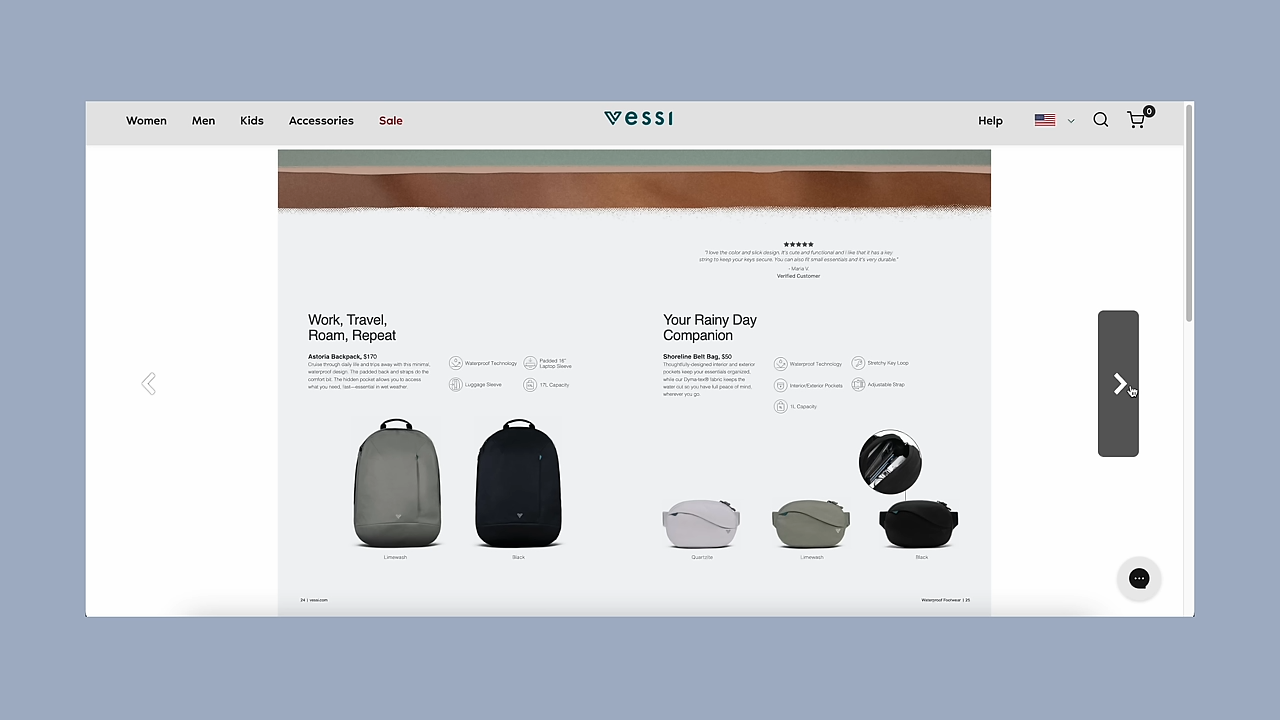 Women Men Kids Accessories Sale
vessi
Help
0
★★★★★
"I love the color and slick design. It's cute and functional and I like that it has a key
string to keep your keys secure. You can also fit small essentials and it's very durable."
- Maria V.
Verified Customer
Work, Travel,
Roam, Repeat
Astoria Backpack, $170
Cruise through daily life and trips away with this minimal,
waterproof design. The padded back and straps do the
comfort bit. The hidden pocket allows you to access
what you need, fast—even in wet weather.
Waterproof Technology
Padded 16"
Laptop Sleeve
Luggage Sleeve
17L Capacity
Limewash
Black
Your Rainy Day
Companion
Shoreline Belt Bag, $50
Thoughtfully-designed interior and exterior
pockets keep your essentials organized,
while our Dyma-tex® fabric keeps the
water out so you have full peace of mind,
wherever you go.
Waterproof Technology
Stretchy Key Loop
Interior/Exterior Pockets
Adjustable Strap
1L Capacity
Quartzite
Limewash
Black
24 | vessi.com
Waterproof Footwear | 25